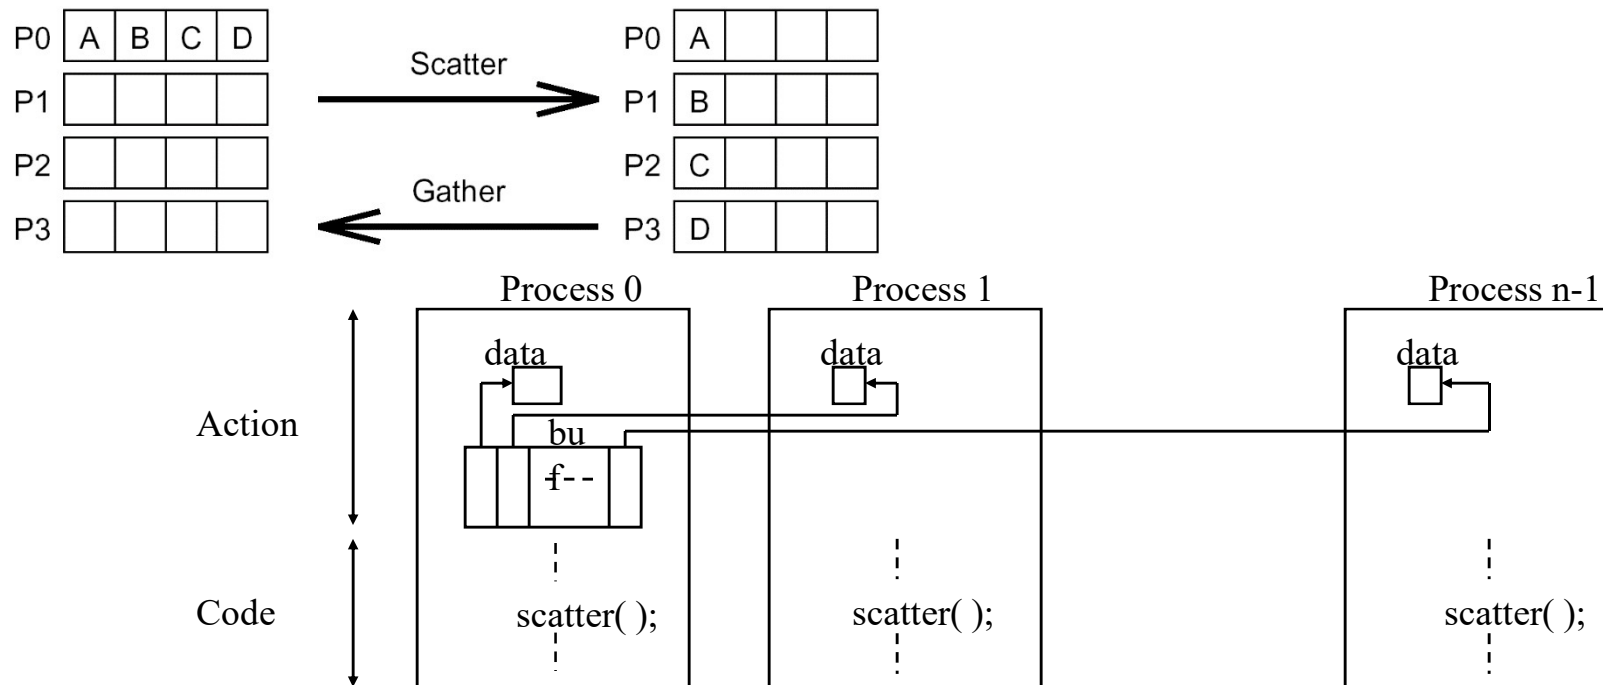 P0 A B C D
P1
P2
P3
Scatter
Gather
P0 A
P1 B
P2 C
P3 D
Process 0 Process 1 Process n-1
data data data
Action
bu
f
Code
scatter( ); scatter( ); scatter( );